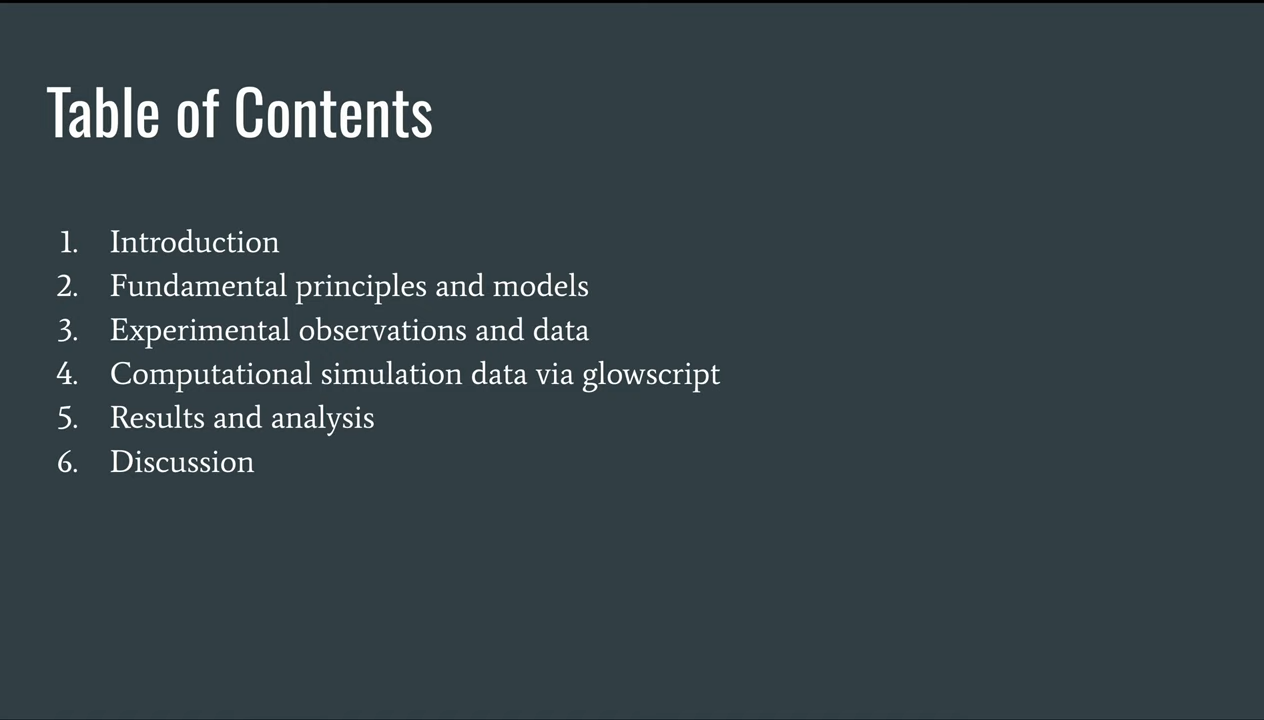 Table of Contents
1. Introduction
2. Fundamental principles and models
3. Experimental observations and data
4. Computational simulation data via glowscript
5. Results and analysis
6. Discussion